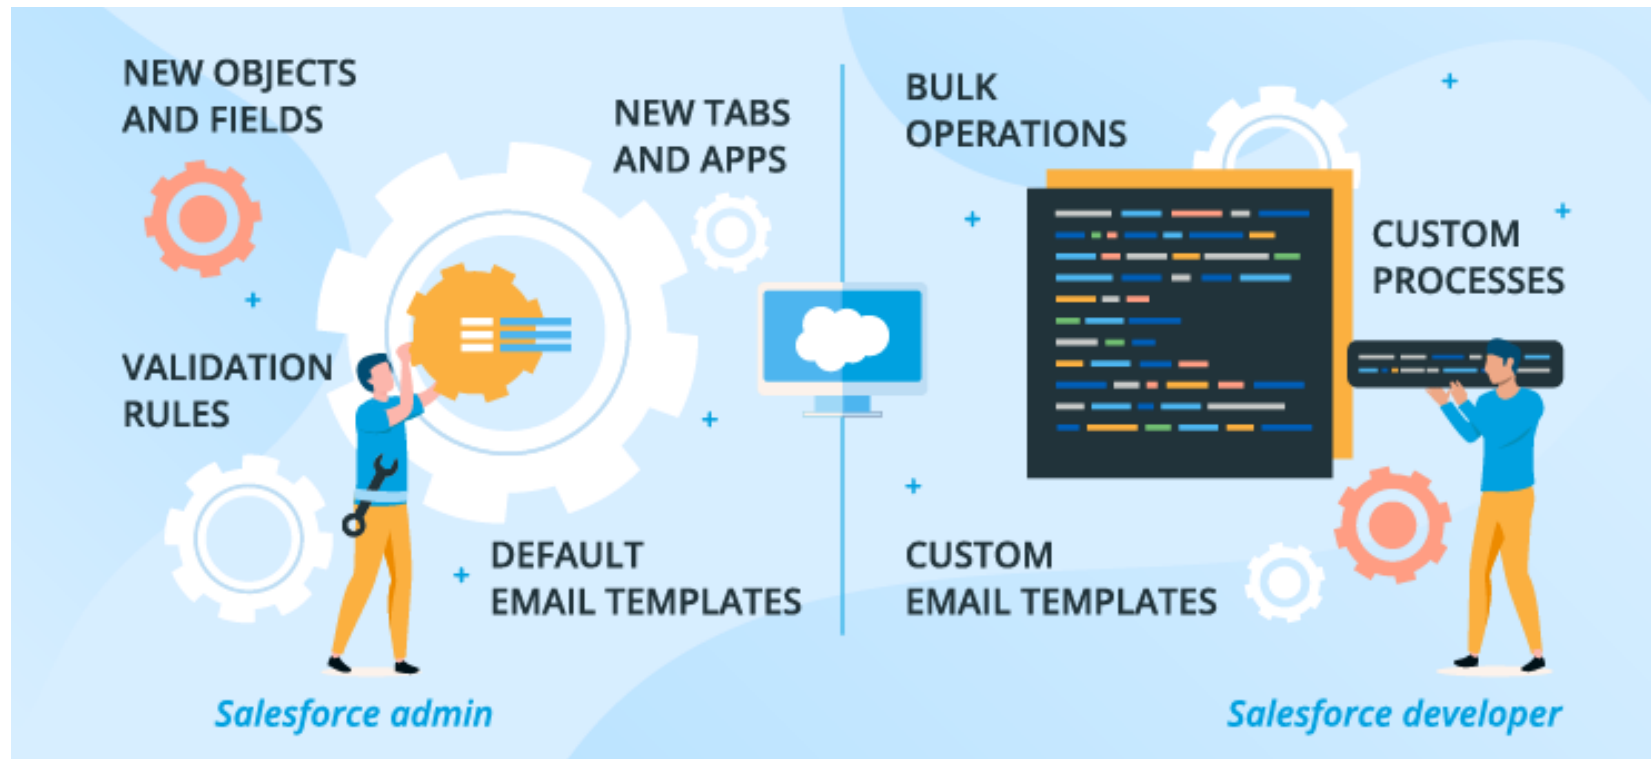 NEW OBJECTS
AND FIELDS
NEW TABS
AND APPS
VALIDATION
RULES
DEFAULT
EMAIL TEMPLATES
Salesforce admin
BULK
OPERATIONS
CUSTOM
PROCESSES
CUSTOM
EMAIL TEMPLATES
Salesforce developer